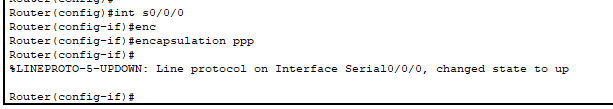 Router(config)#
Router(config)#int s0/0/0
Router(config-if)#enc
Router(config-if)#encapsulation ppp
Router(config-if)#
%LINEPROTO-5-UPDOWN: Line protocol on Interface Serial0/0/0, changed state to up
Router(config-if)#